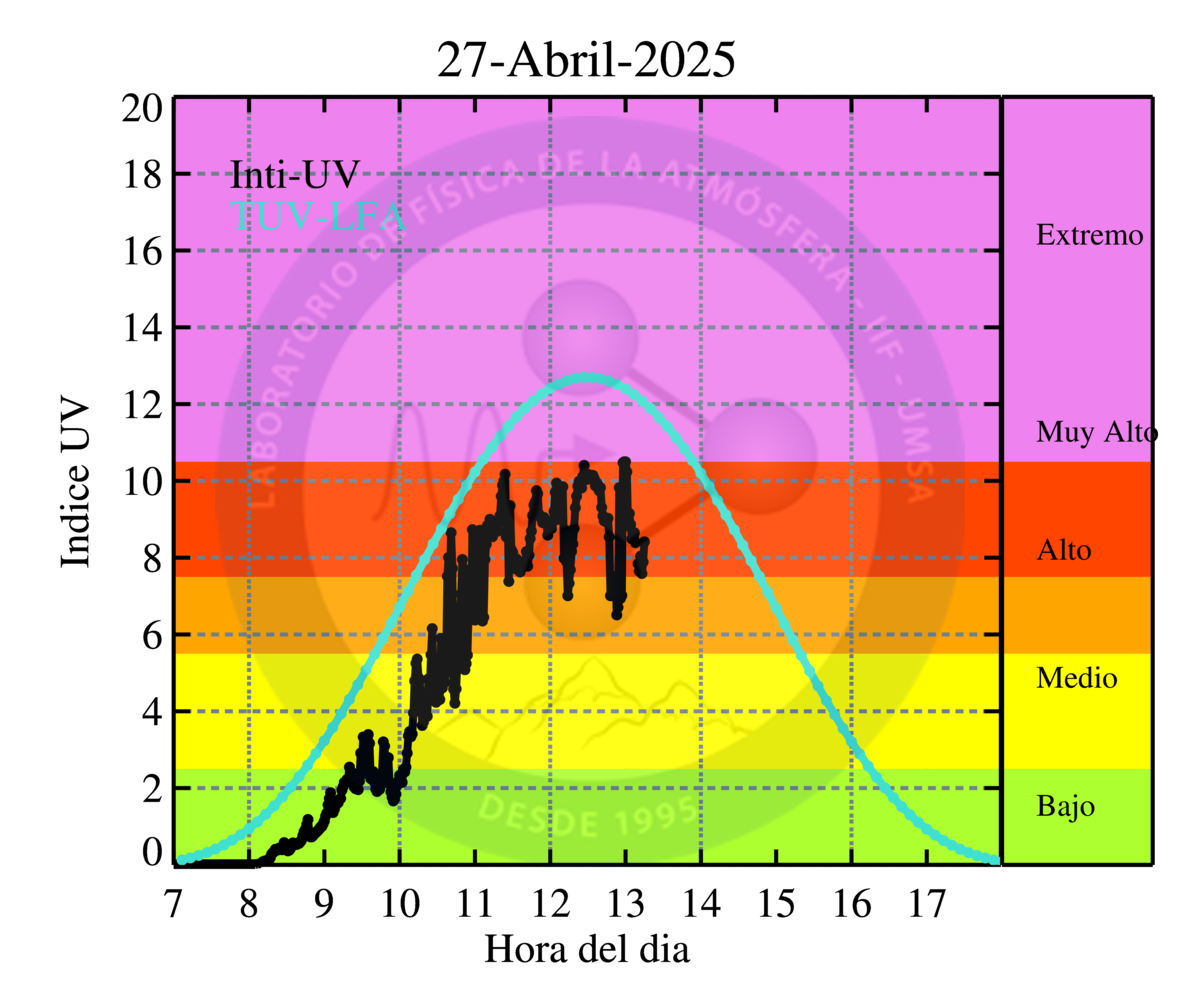 27-Abril-2025
20
18
16
14
12
10
8
6
4
2
0
Indice UV
Inti-UV
TUV-LFA
LABORATORIO DE FÍSICA DE LA ATMÓSFERA - IIF - UMSA
DESDE 1995
Extremo
Muy Alto
Alto
Medio
Bajo
7 8 9 10 11 12 13 14 15 16 17
Hora del dia